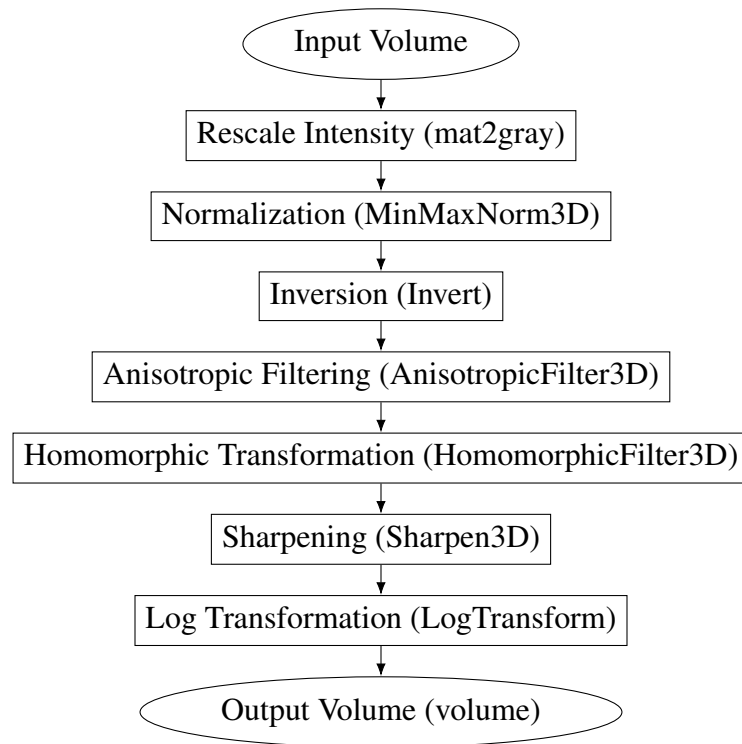 Input Volume
Rescale Intensity (mat2gray)
Normalization (MinMaxNorm3D)
Inversion (Invert)
Anisotropic Filtering (AnisotropicFilter3D)
Homomorphic Transformation (HomomorphicFilter3D)
Sharpening (Sharpen3D)
Log Transformation (LogTransform)
Output Volume (volume)